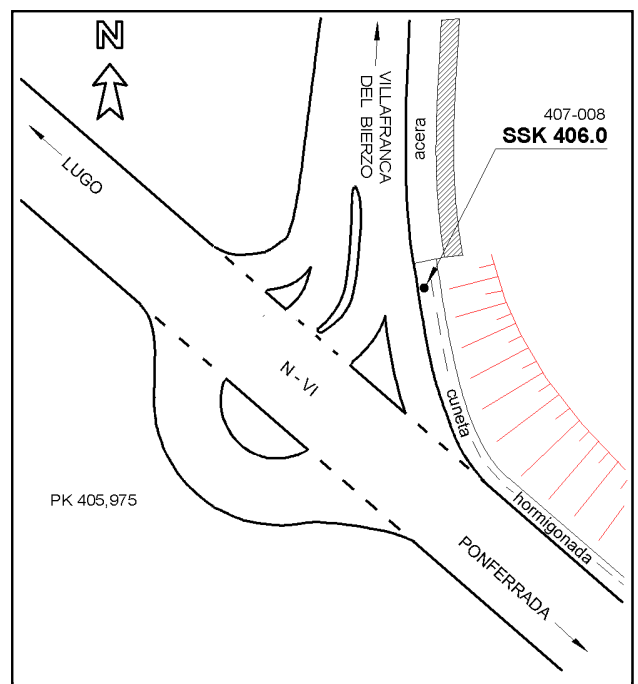 N
VILLAFRANCA
DEL BIERZO
acera
407-008
SSK 406.0
LUGO
N - VI
cuneta
hormigonada
PK 405,975
PONFERRADA